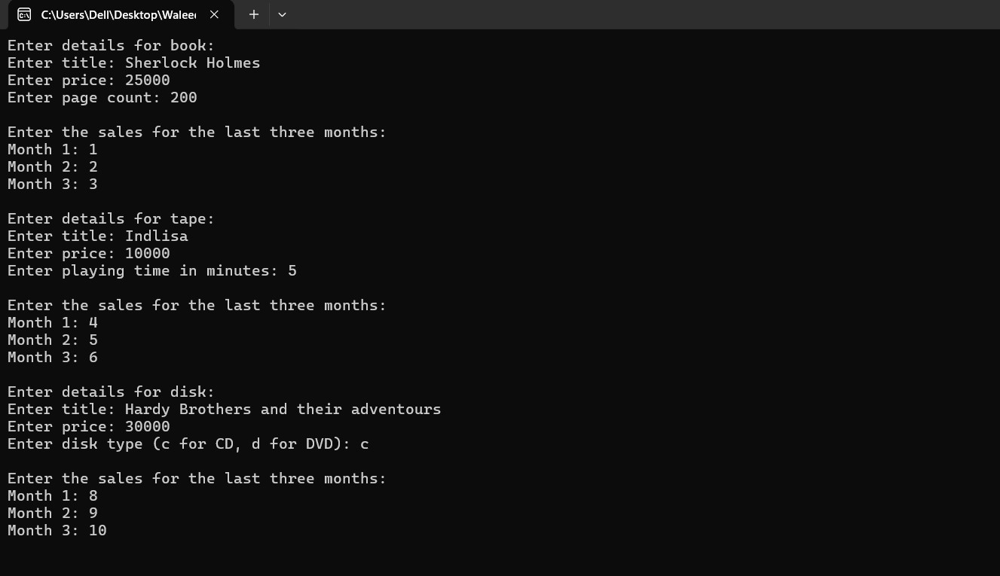 C:\Users\Dell\Desktop\Walee
Enter details for book:
Enter title: Sherlock Holmes
Enter price: 25000
Enter page count: 200
Enter the sales for the last three months:
Month 1: 1
Month 2: 2
Month 3: 3
Enter details for tape:
Enter title: Indlisa
Enter price: 10000
Enter playing time in minutes: 5
Enter the sales for the last three months:
Month 1: 4
Month 2: 5
Month 3: 6
Enter details for disk:
Enter title: Hardy Brothers and their adventours
Enter price: 30000
Enter disk type (c for CD, d for DVD): c
Enter the sales for the last three months:
Month 1: 8
Month 2: 9
Month 3: 10